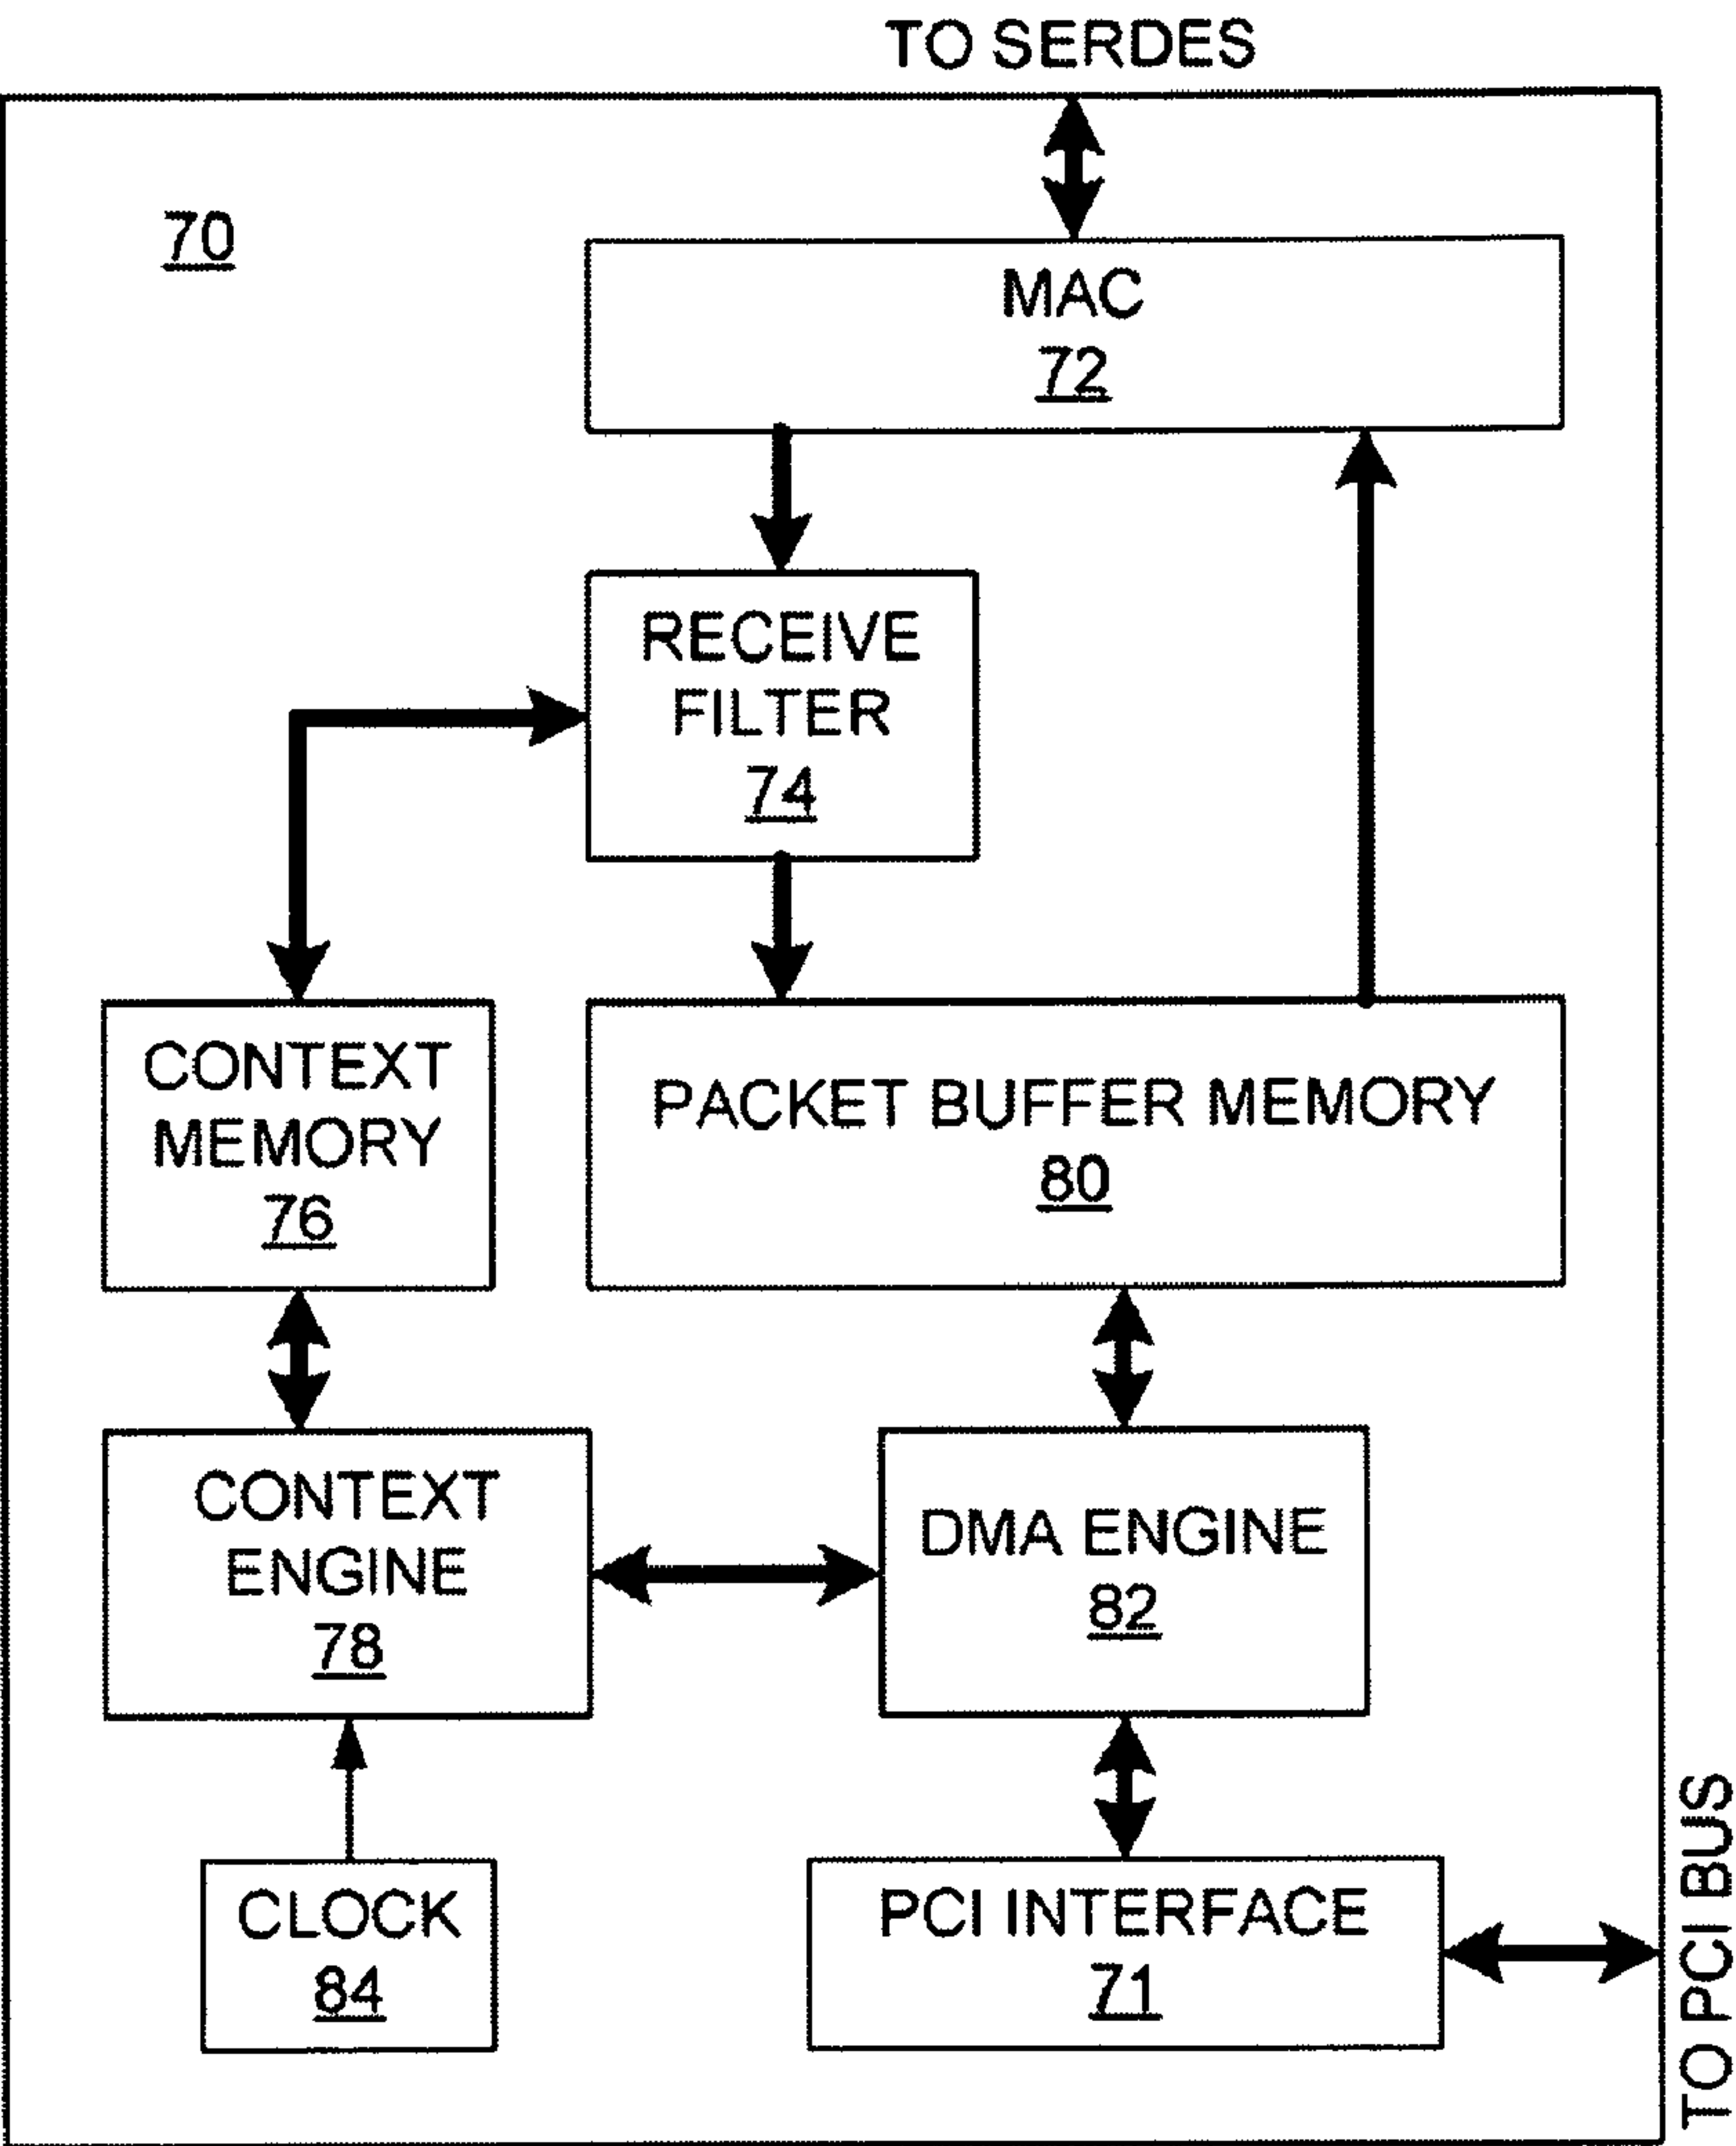 TO SERDES
70
MAC
72
RECEIVE
FILTER
74
CONTEXT
MEMORY
76
PACKET BUFFER MEMORY
80
CONTEXT
ENGINE
78
DMA ENGINE
82
CLOCK
84
PCI INTERFACE
71
TO PCI BUS